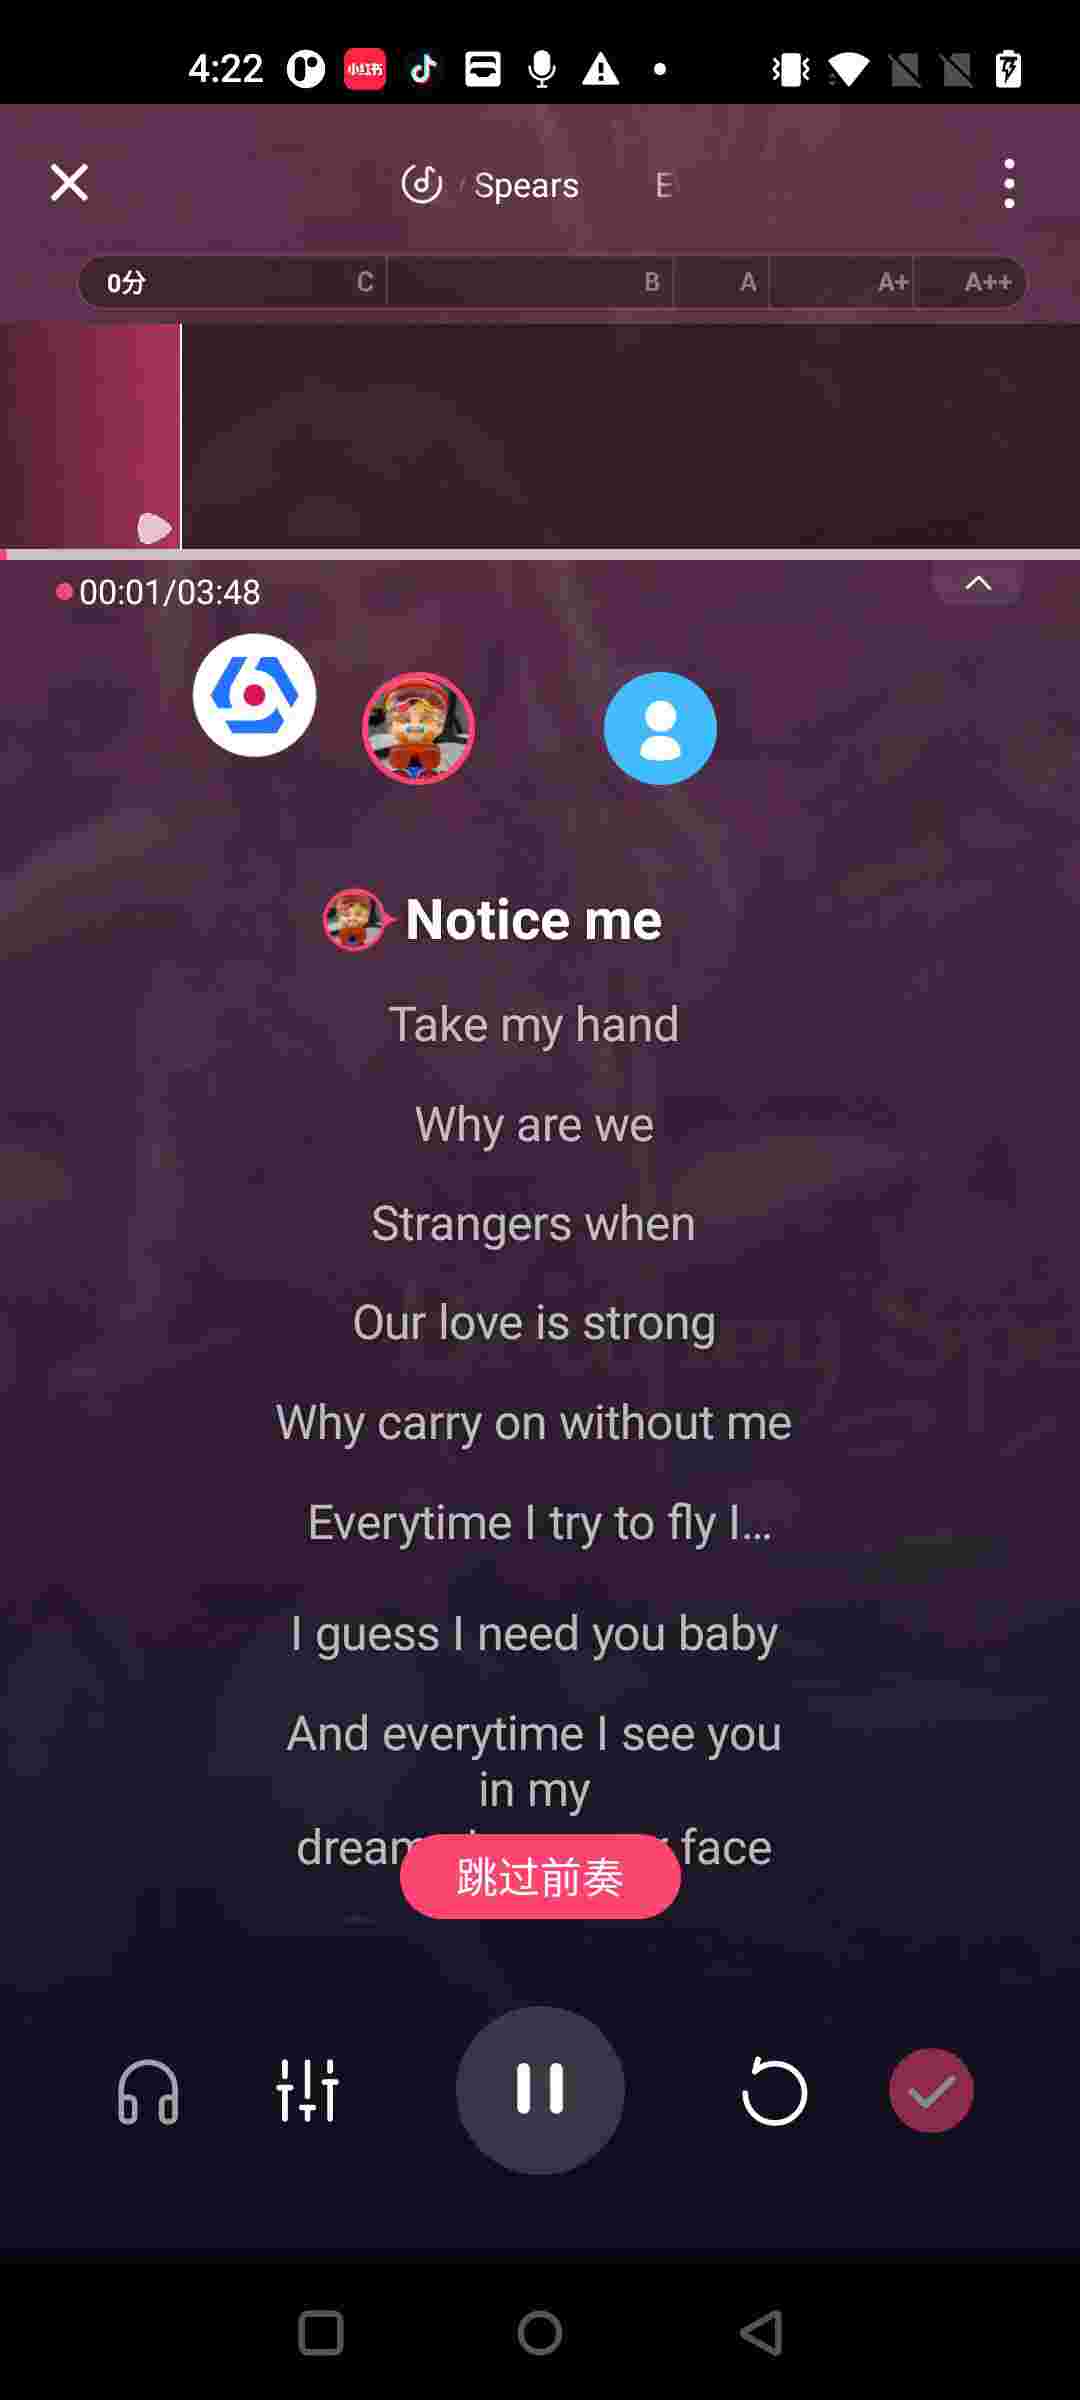 4:22
小红书
Spears E
0分 C B A A+ A++
00:01/03:48
Notice me
Take my hand
Why are we
Strangers when
Our love is strong
Why carry on without me
Everytime I try to fly I...
I guess I need you baby
And everytime I see you
in my
dream face
跳过前奏